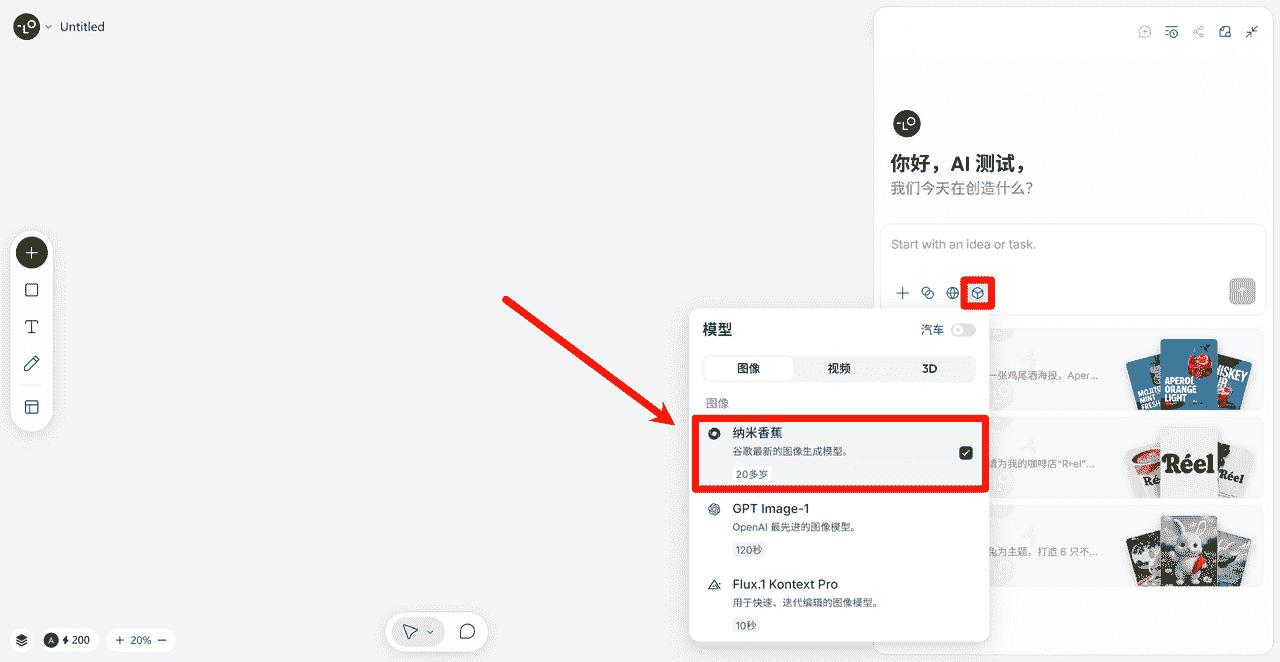 Untitled
你好，AI 测试，
我们今天在创造什么？
Start with an idea or task.
模型
汽车
图像
视频
3D
图像
纳米香蕉
谷歌最新的图像生成模型。
20多岁
GPT Image-1
OpenAI 最先进的图像模型。
120秒
Flux.1 Kontext Pro
用于快速、迭代编辑的图像模型。
10秒
一张鸡尾酒海报，Aper...
MOJITO
MINT
FRESH
APEROL
ORANGE
LIGHT
WHISKEY
请为我的咖啡店“R•el”...
Réel
Réel
兔为主题，打造 6 只不...
A
200
20%